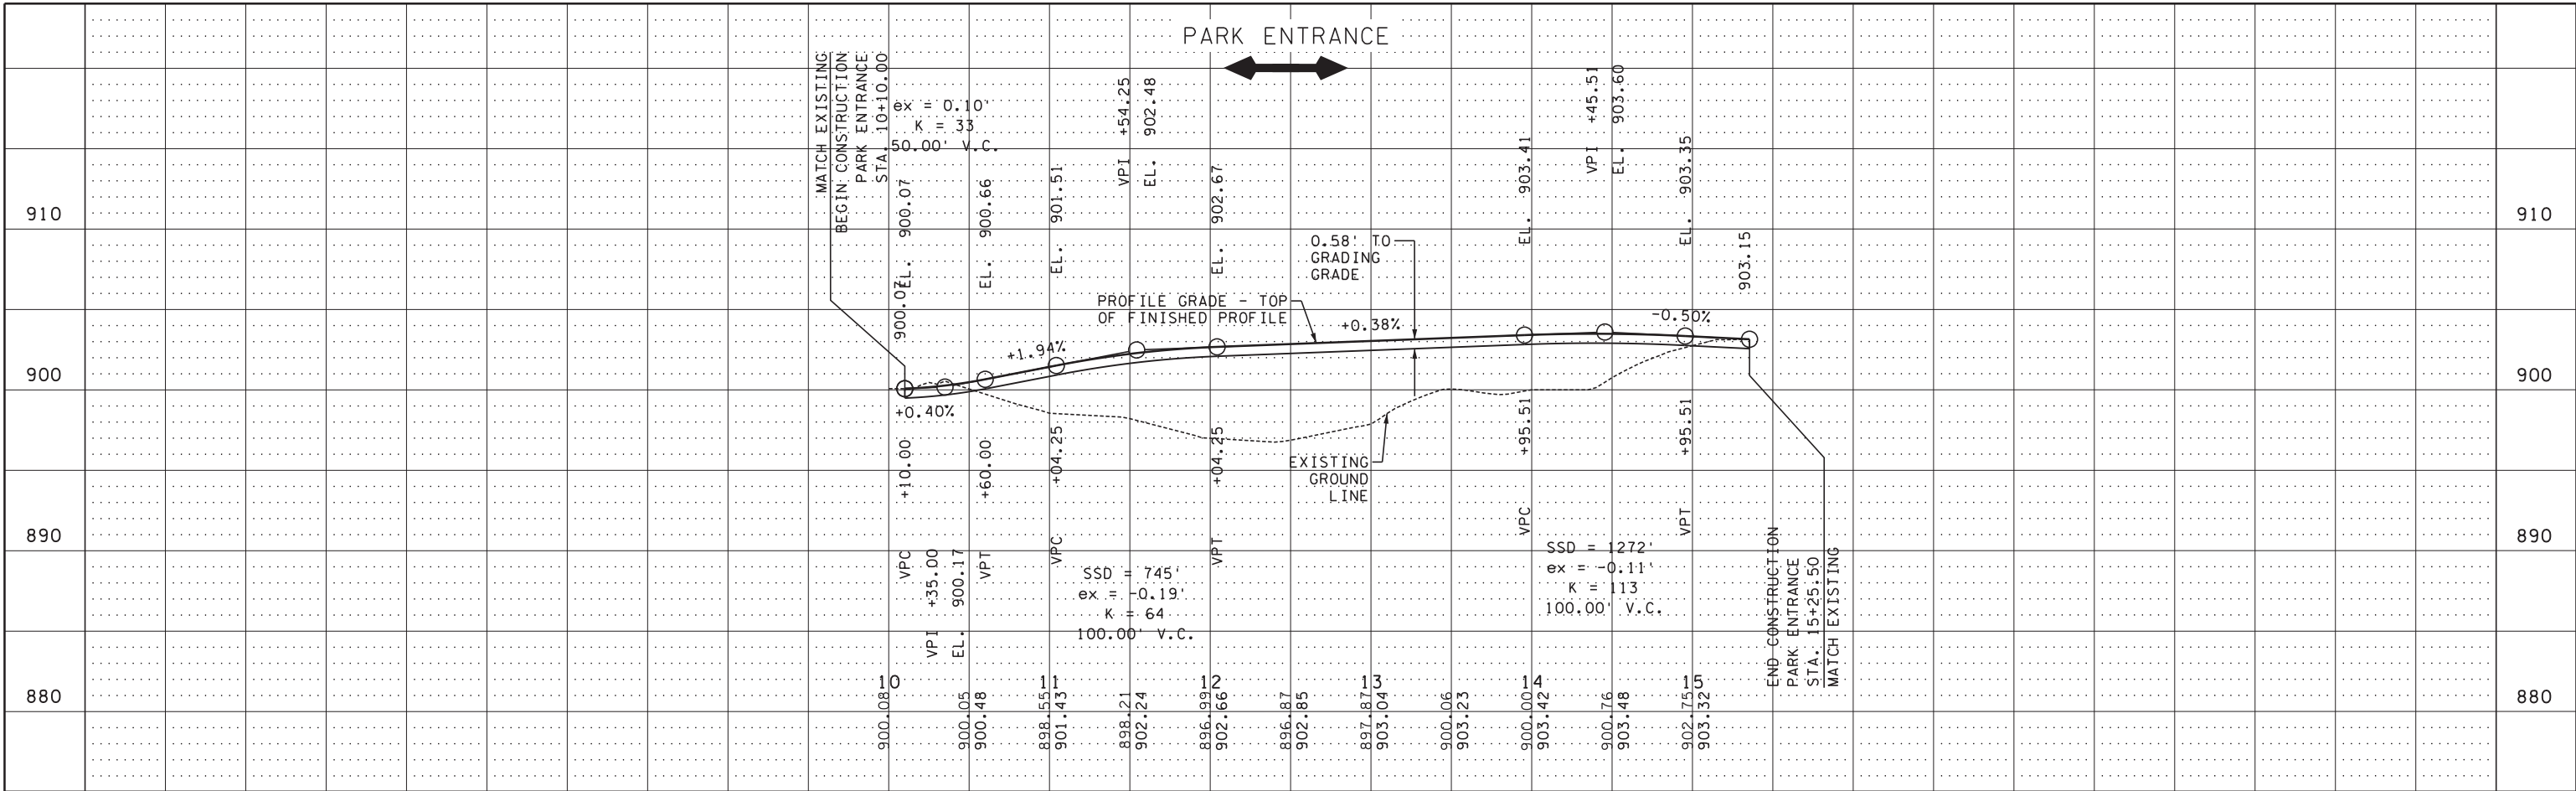 PARK ENTRANCE
MATCH EXISTING
BEGIN CONSTRUCTION
PARK ENTRANCE
STA. 10+10.00
ex = 0.10'
K = 33
50.00' V.C.
900.07
EL. 900.07
EL. 900.66
EL. 901.51
VPI +54.25
EL. 902.48
EL. 902.67
EL. 903.41
VPI +45.51
EL. 903.60
EL. 903.35
903.15
910
910
0.58' TO
GRADING
GRADE
PROFILE GRADE - TOP
OF FINISHED PROFILE
+1.94%
+0.38%
-0.50%
900
900
+0.40%
EXISTING
GROUND
LINE
VPC +10.00
VPI +35.00
EL. 900.17
VPT +60.00
VPC +04.25
VPT +04.25
VPC +95.51
VPT +95.51
890
890
SSD = 745'
ex = -0.19'
K = 64
100.00' V.C.
SSD = 1272'
ex = -0.11'
K = 113
100.00' V.C.
END CONSTRUCTION
PARK ENTRANCE
STA. 15+25.50
MATCH EXISTING
880
880
10
11
12
13
14
15
900.08
900.05
900.48
898.55
901.43
898.21
902.24
896.99
902.66
896.87
902.85
897.87
903.04
900.06
903.23
900.00
903.42
900.76
903.48
902.75
903.32